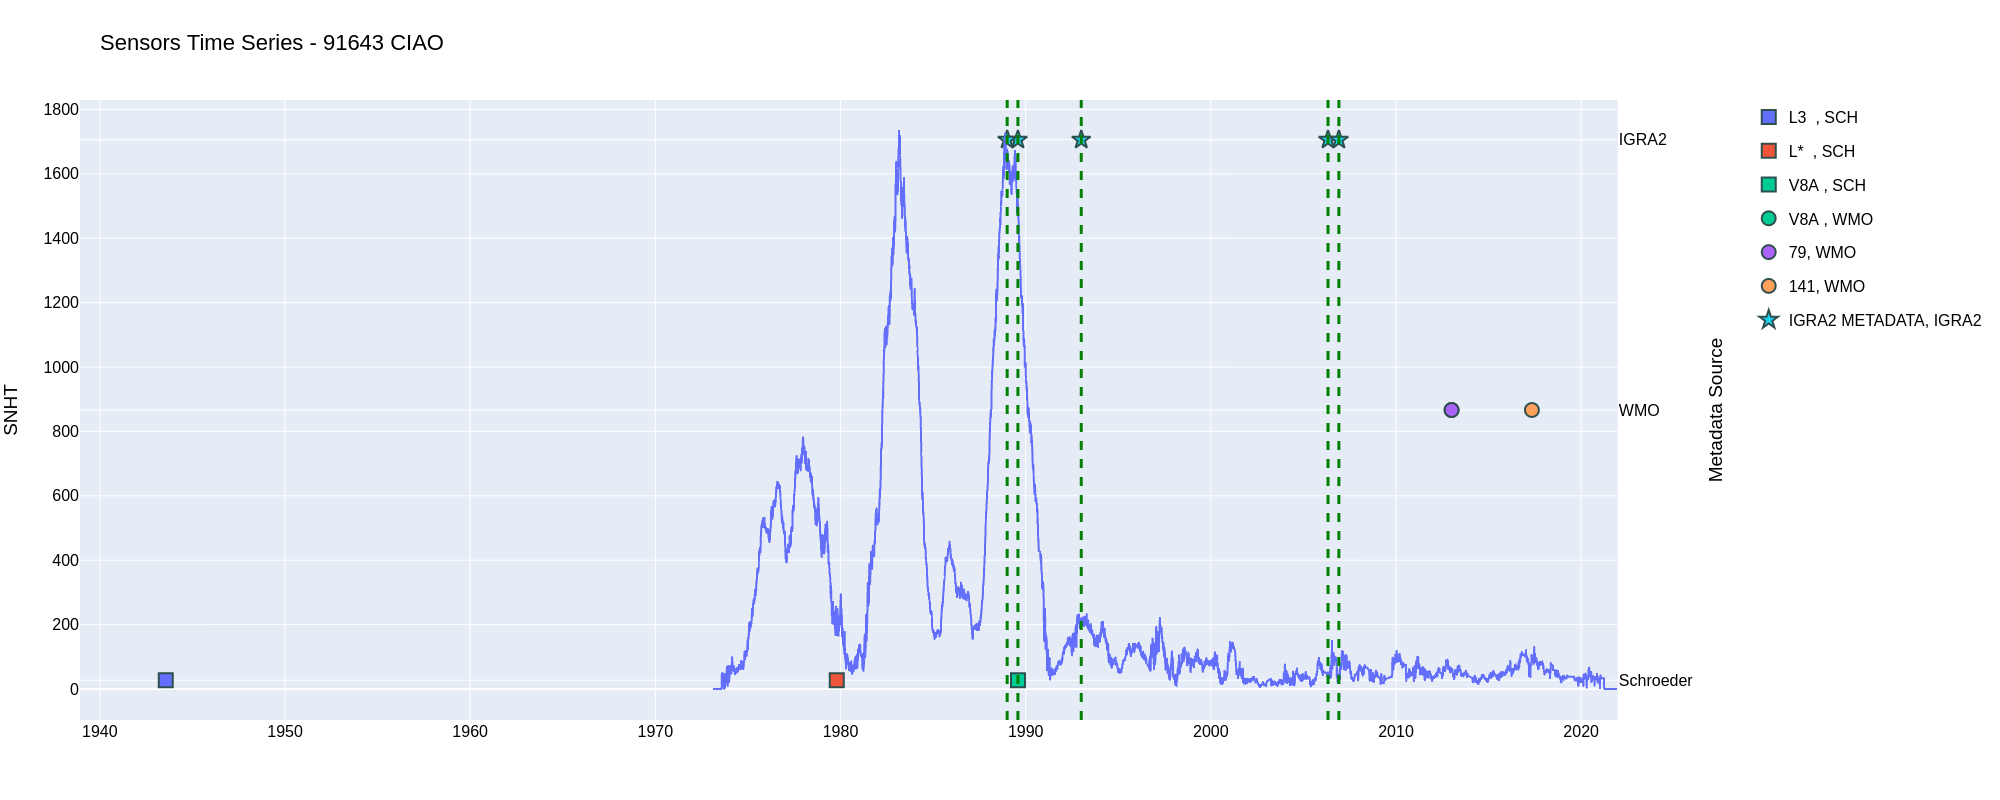 Sensors Time Series - 91643 CIAO
SNHT
1800
1600
1400
1200
1000
800
600
400
200
0
1940
1950
1960
1970
1980
1990
2000
2010
2020
IGRA2
WMO
Schroeder
Metadata Source
L3  , SCH
L*  , SCH
V8A , SCH
V8A , WMO
79, WMO
141, WMO
IGRA2 METADATA, IGRA2